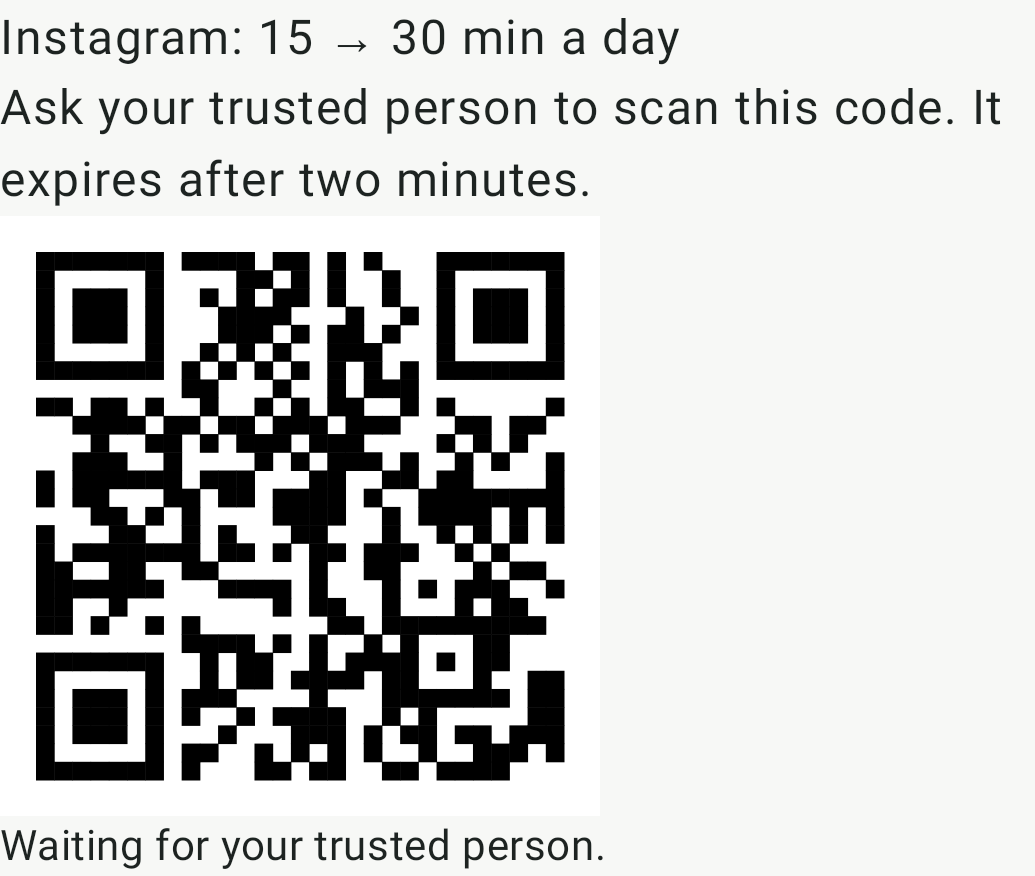 Instagram: 15 → 30 min a day
Ask your trusted person to scan this code. It
expires after two minutes.
Waiting for your trusted person.